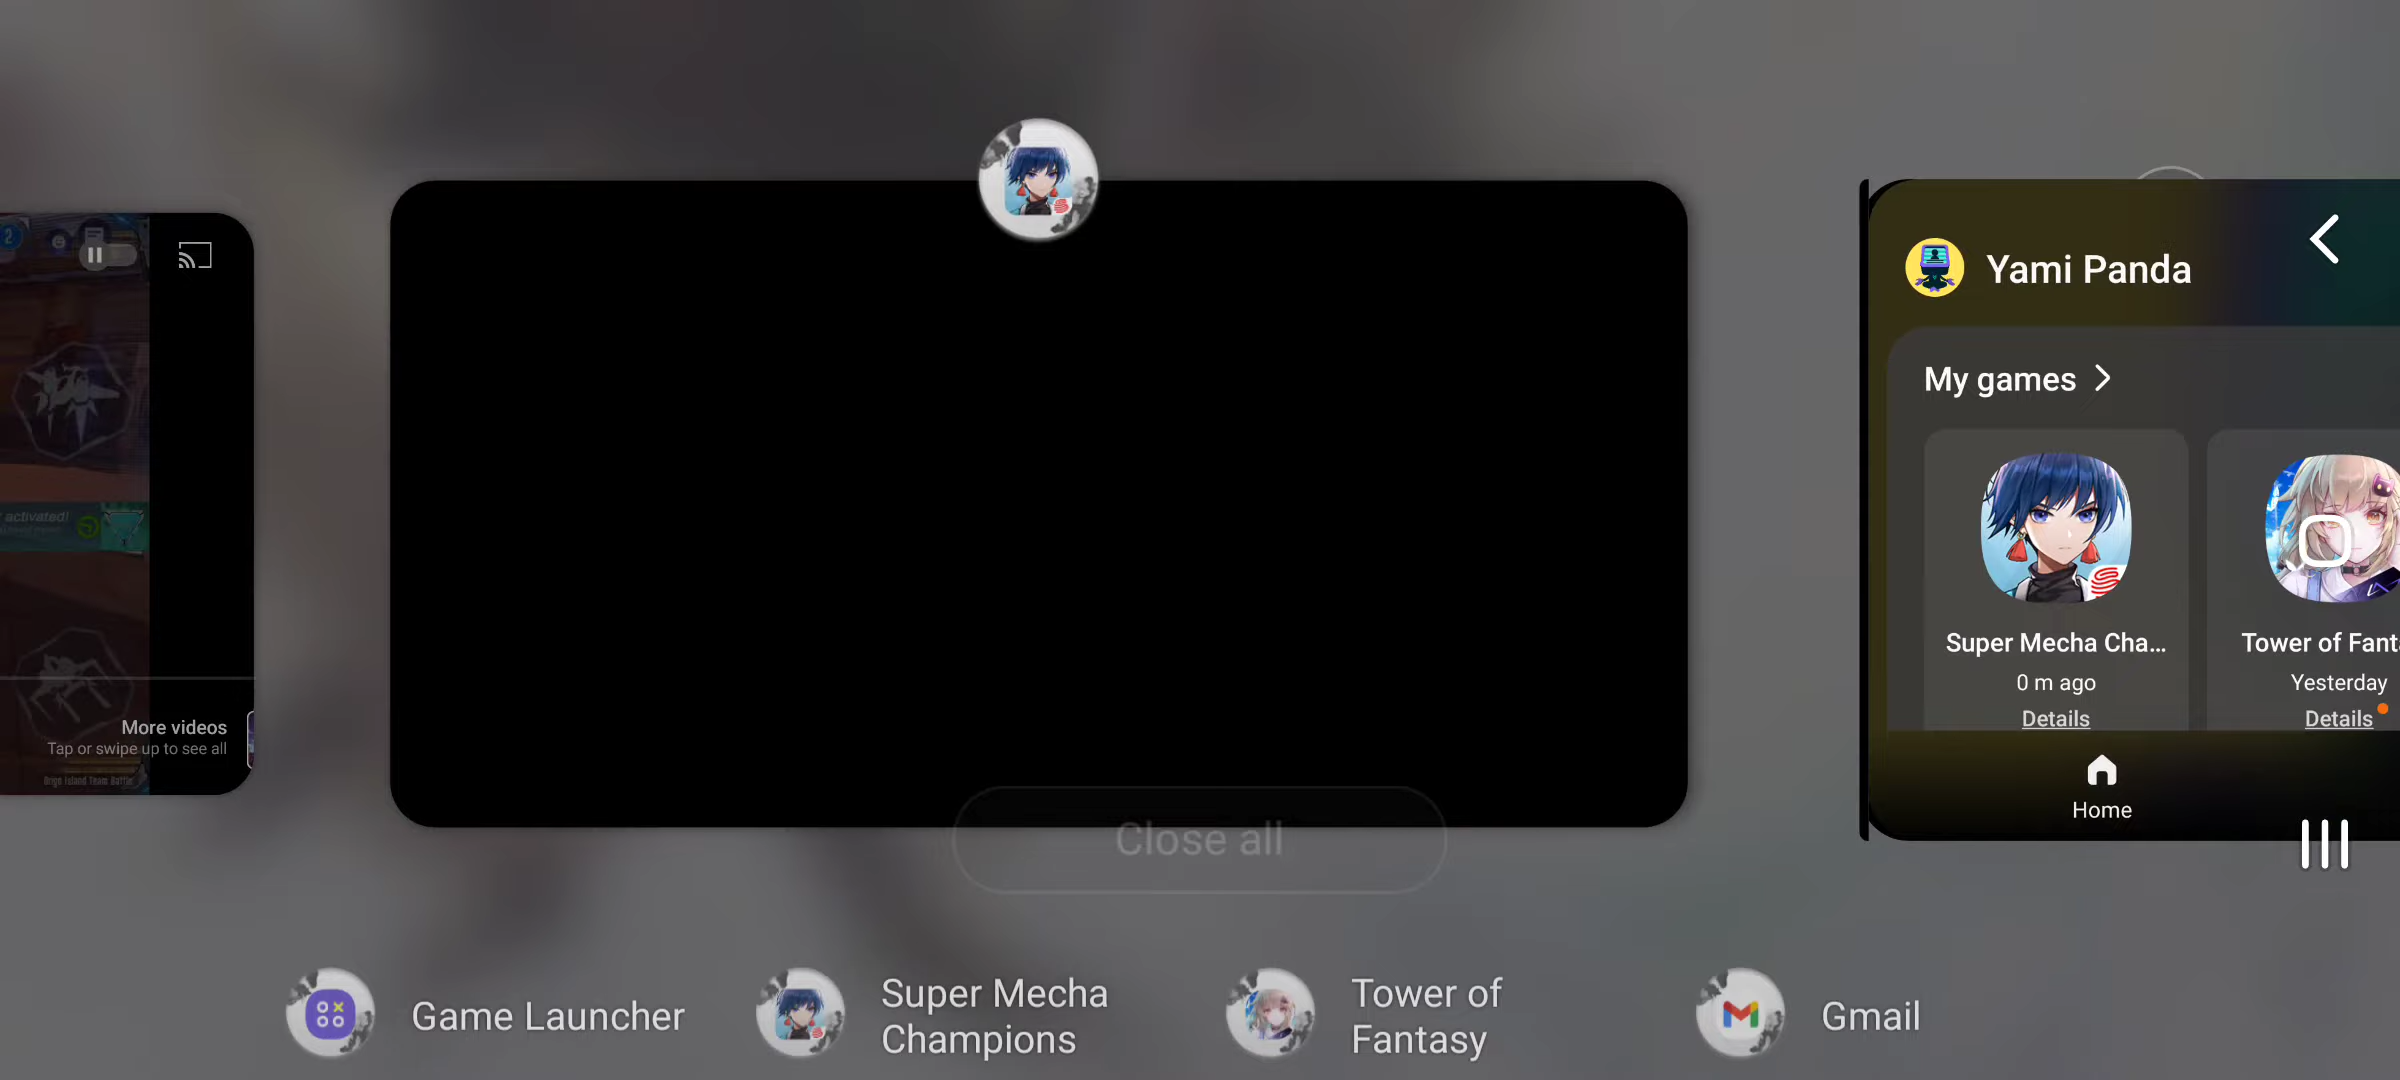 2
activated!
More videos
Tap or swipe up to see all
Yami Panda
My games
Super Mecha Cha...
0 m ago
Details
Tower of Fant
Yesterday
Details
Home
Close all
Game Launcher
Super Mecha
Champions
Tower of
Fantasy
Gmail